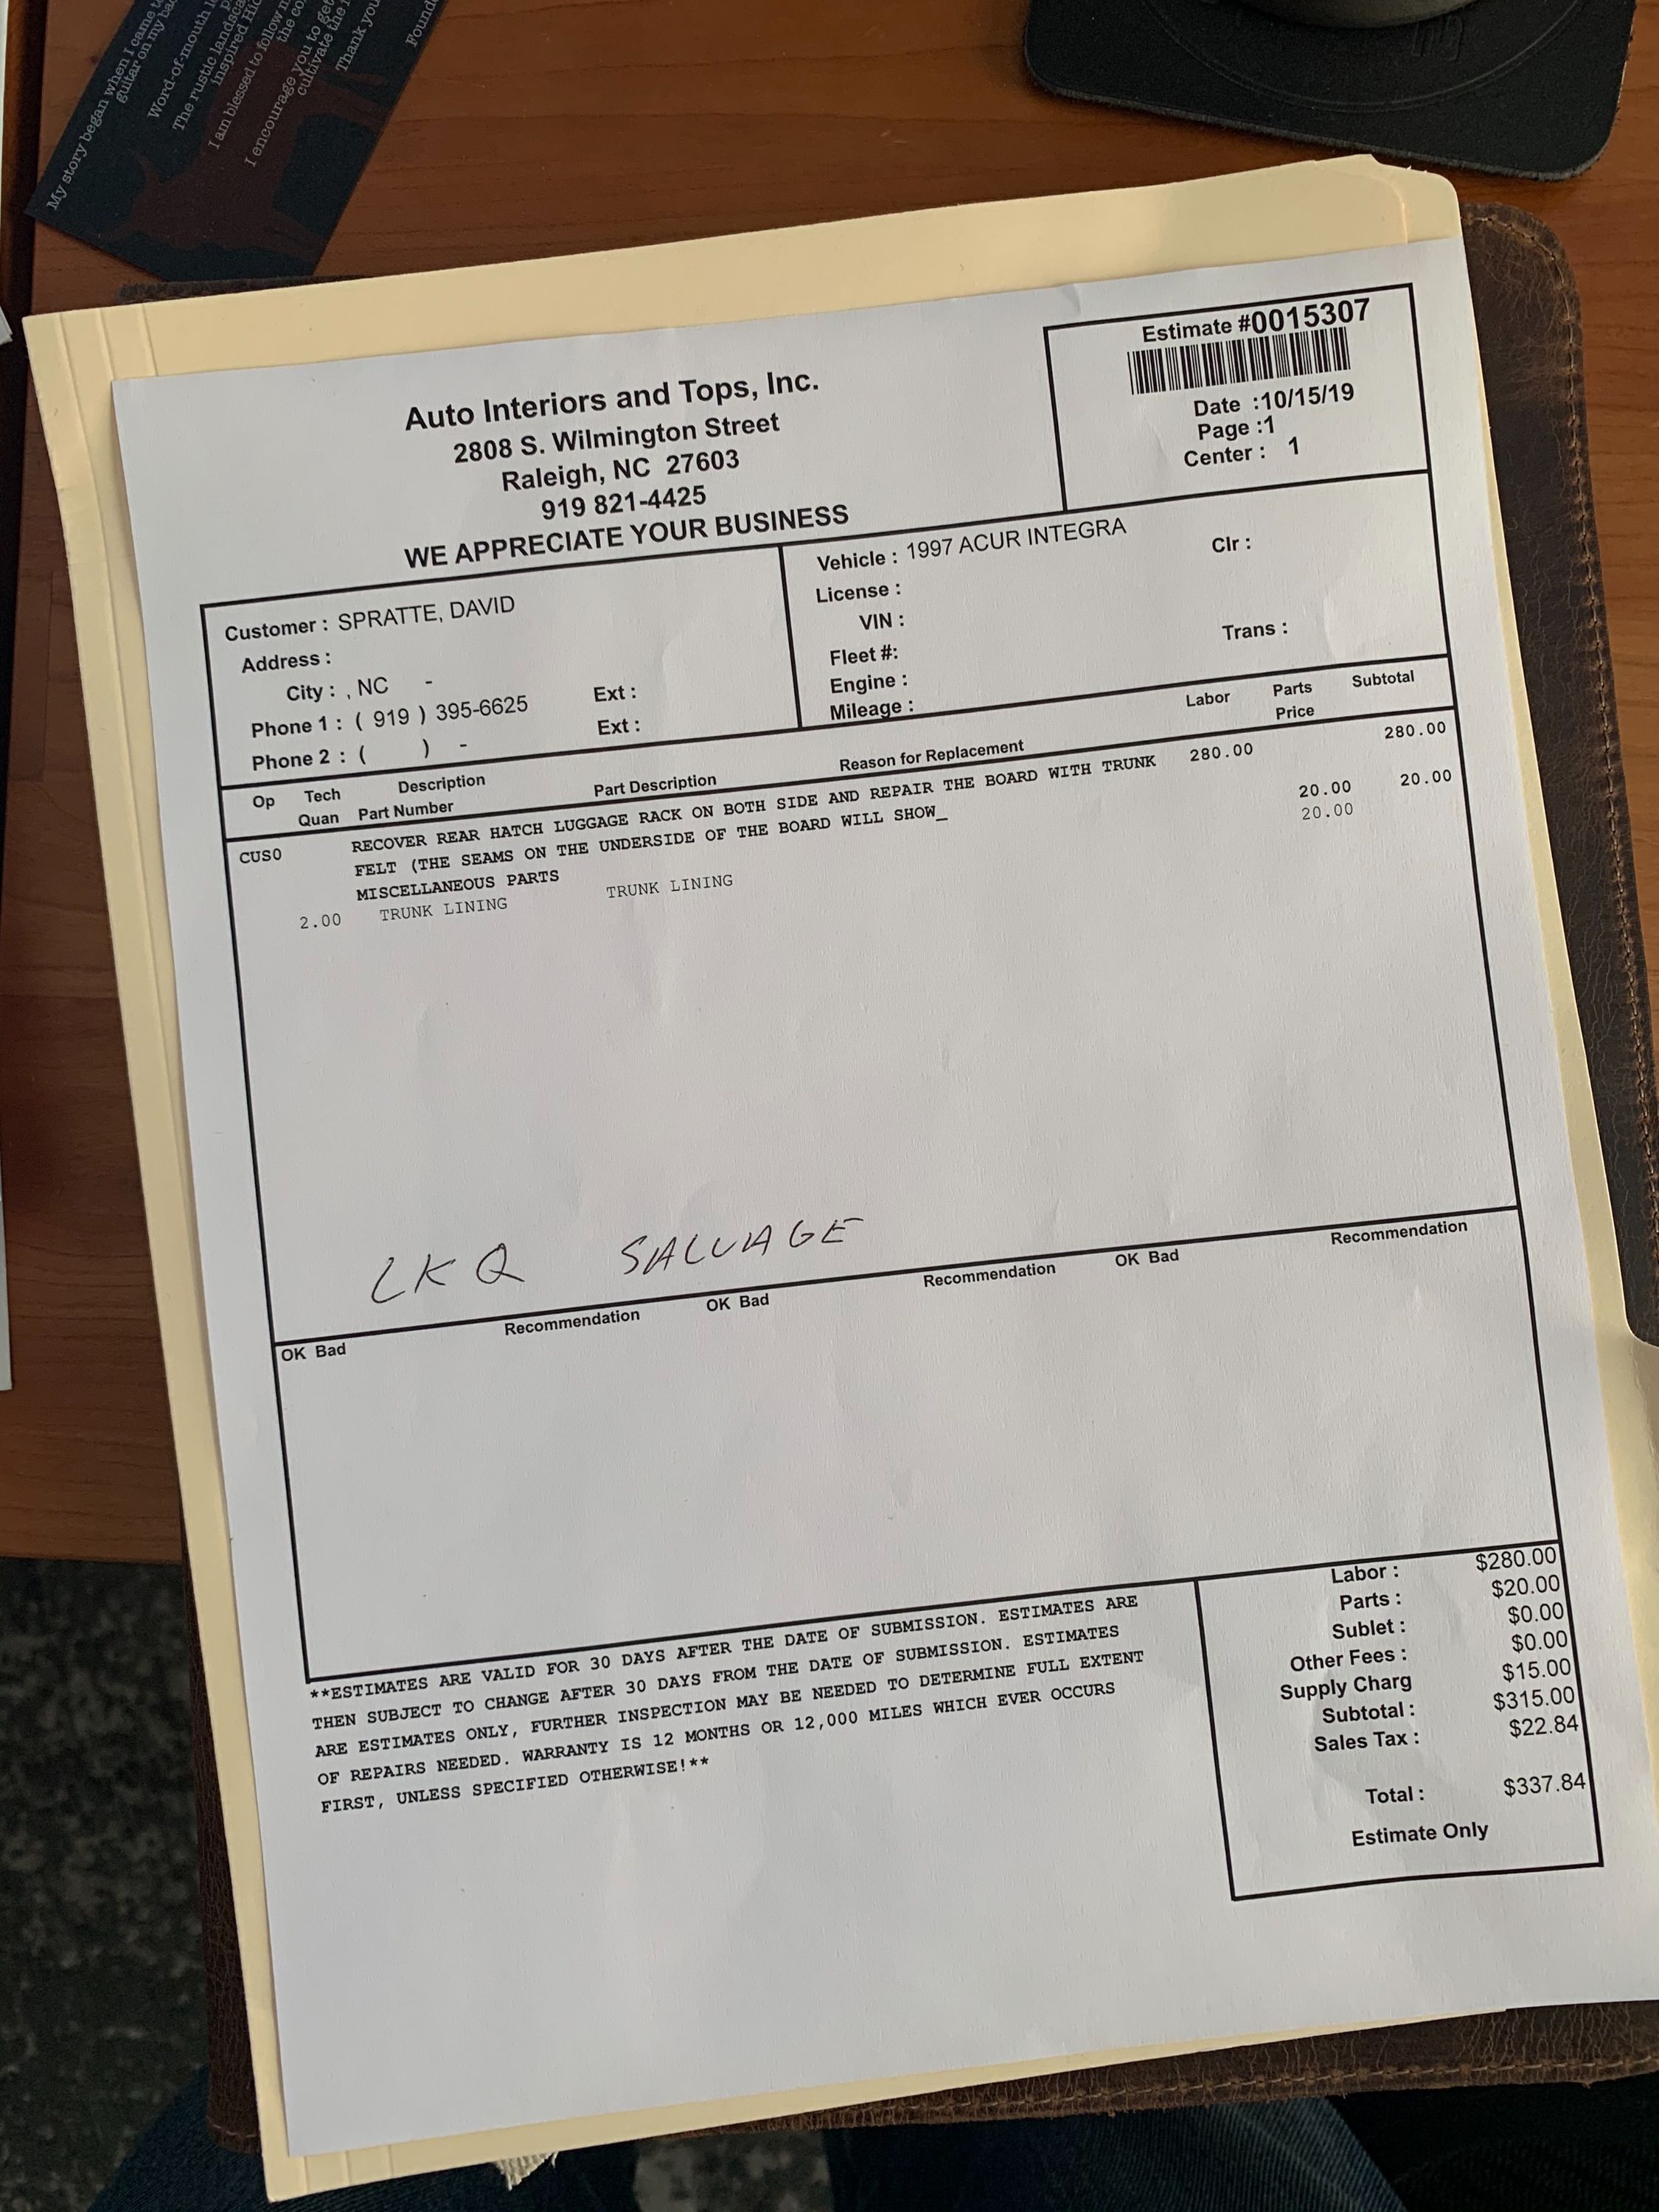 My story began when I came t
guitar on my bac
Word-of-mouth l
The rustic landsca
inspired Hid
I am blessed to follow m
the co
I encourage you to get
cultivate the
Thank you
Found
Estimate #0015307
Date :10/15/19
Page :1
Center : 1
Auto Interiors and Tops, Inc.
2808 S. Wilmington Street
Raleigh, NC 27603
919 821-4425
WE APPRECIATE YOUR BUSINESS
Customer : SPRATTE, DAVID
Address :
City : , NC -
Phone 1 : ( 919 ) 395-6625 Ext :
Phone 2 : ( ) - Ext :
Vehicle : 1997 ACUR INTEGRA Clr :
License :
VIN :
Fleet #: Trans :
Engine :
Mileage :
Op Tech Description Reason for Replacement Labor Parts Subtotal
Quan Part Number Part Description Price
CUS0 RECOVER REAR HATCH LUGGAGE RACK ON BOTH SIDE AND REPAIR THE BOARD WITH TRUNK 280.00 280.00
FELT (THE SEAMS ON THE UNDERSIDE OF THE BOARD WILL SHOW_
MISCELLANEOUS PARTS 20.00 20.00
2.00 TRUNK LINING TRUNK LINING 20.00
LKQ SALVAGE
OK Bad Recommendation OK Bad Recommendation OK Bad Recommendation
**ESTIMATES ARE VALID FOR 30 DAYS AFTER THE DATE OF SUBMISSION. ESTIMATES ARE
THEN SUBJECT TO CHANGE AFTER 30 DAYS FROM THE DATE OF SUBMISSION. ESTIMATES
ARE ESTIMATES ONLY, FURTHER INSPECTION MAY BE NEEDED TO DETERMINE FULL EXTENT
OF REPAIRS NEEDED. WARRANTY IS 12 MONTHS OR 12,000 MILES WHICH EVER OCCURS
FIRST, UNLESS SPECIFIED OTHERWISE!**
Labor : $280.00
Parts : $20.00
Sublet : $0.00
Other Fees : $0.00
Supply Charg $15.00
Subtotal : $315.00
Sales Tax : $22.84
Total : $337.84
Estimate Only